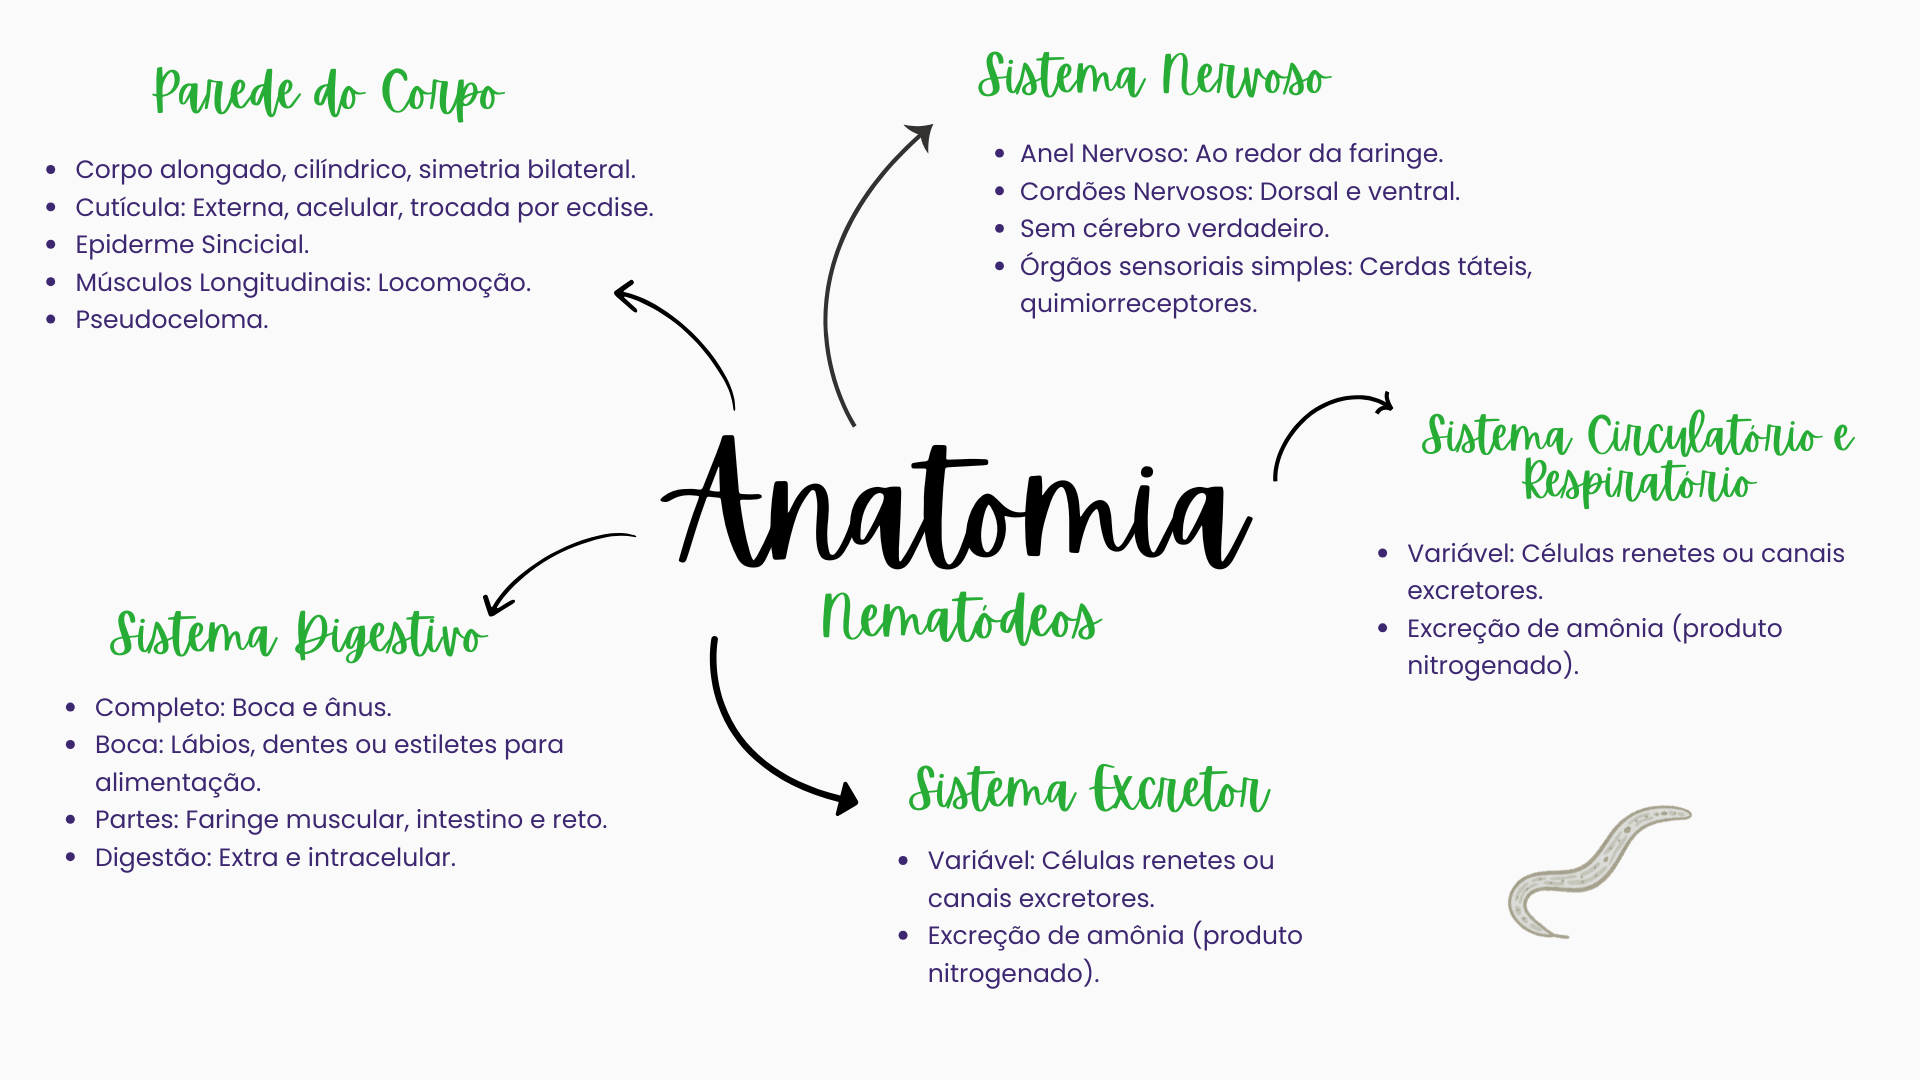 Parede do Corpo
• Corpo alongado, cilíndrico, simetria bilateral.
• Cutícula: Externa, acelular, trocada por ecdise.
• Epiderme Sincicial.
• Músculos Longitudinais: Locomoção.
• Pseudoceloma.
Sistema Nervoso
• Anel Nervoso: Ao redor da faringe.
• Cordões Nervosos: Dorsal e ventral.
• Sem cérebro verdadeiro.
• Órgãos sensoriais simples: Cerdas táteis,
quimiorreceptores.
Anatomia
Nematódeos
Sistema Circulatório e
Respiratório
• Variável: Células renetes ou canais
excretores.
• Excreção de amônia (produto
nitrogenado).
Sistema Digestivo
• Completo: Boca e ânus.
• Boca: Lábios, dentes ou estiletes para
alimentação.
• Partes: Faringe muscular, intestino e reto.
• Digestão: Extra e intracelular.
Sistema Excretor
• Variável: Células renetes ou
canais excretores.
• Excreção de amônia (produto
nitrogenado).